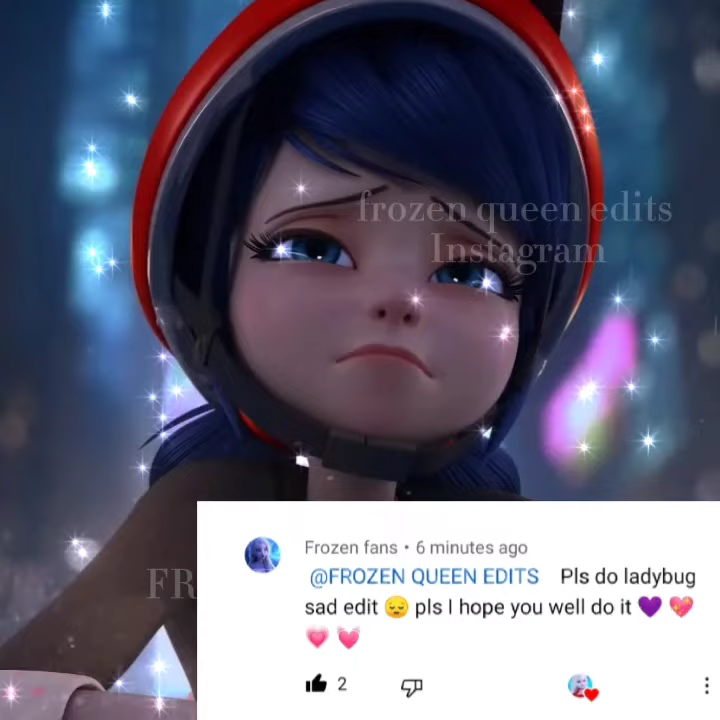 frozen queen edits
Instagram
FR
Frozen fans • 6 minutes ago
@FROZEN QUEEN EDITS Pls do ladybug
sad edit 😔 pls I hope you well do it 💜 💖
💗 💓
2